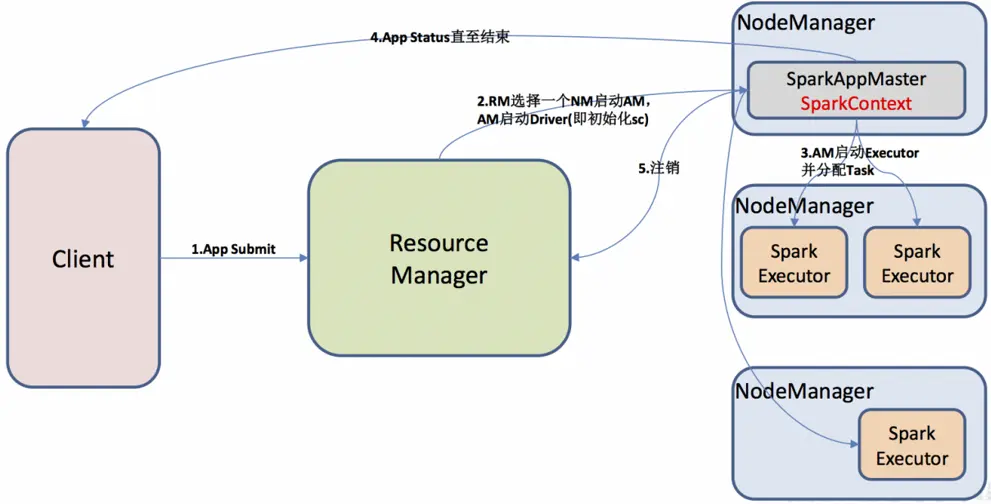 NodeManager
4.App Status直至结束
SparkAppMaster
SparkContext
2.RM选择一个NM启动AM，
AM启动Driver(即初始化sc)
3.AM启动Executor
并分配Task
5.注销
NodeManager
Client
1.App Submit
Resource
Manager
Spark
Executor
Spark
Executor
NodeManager
Spark
Executor